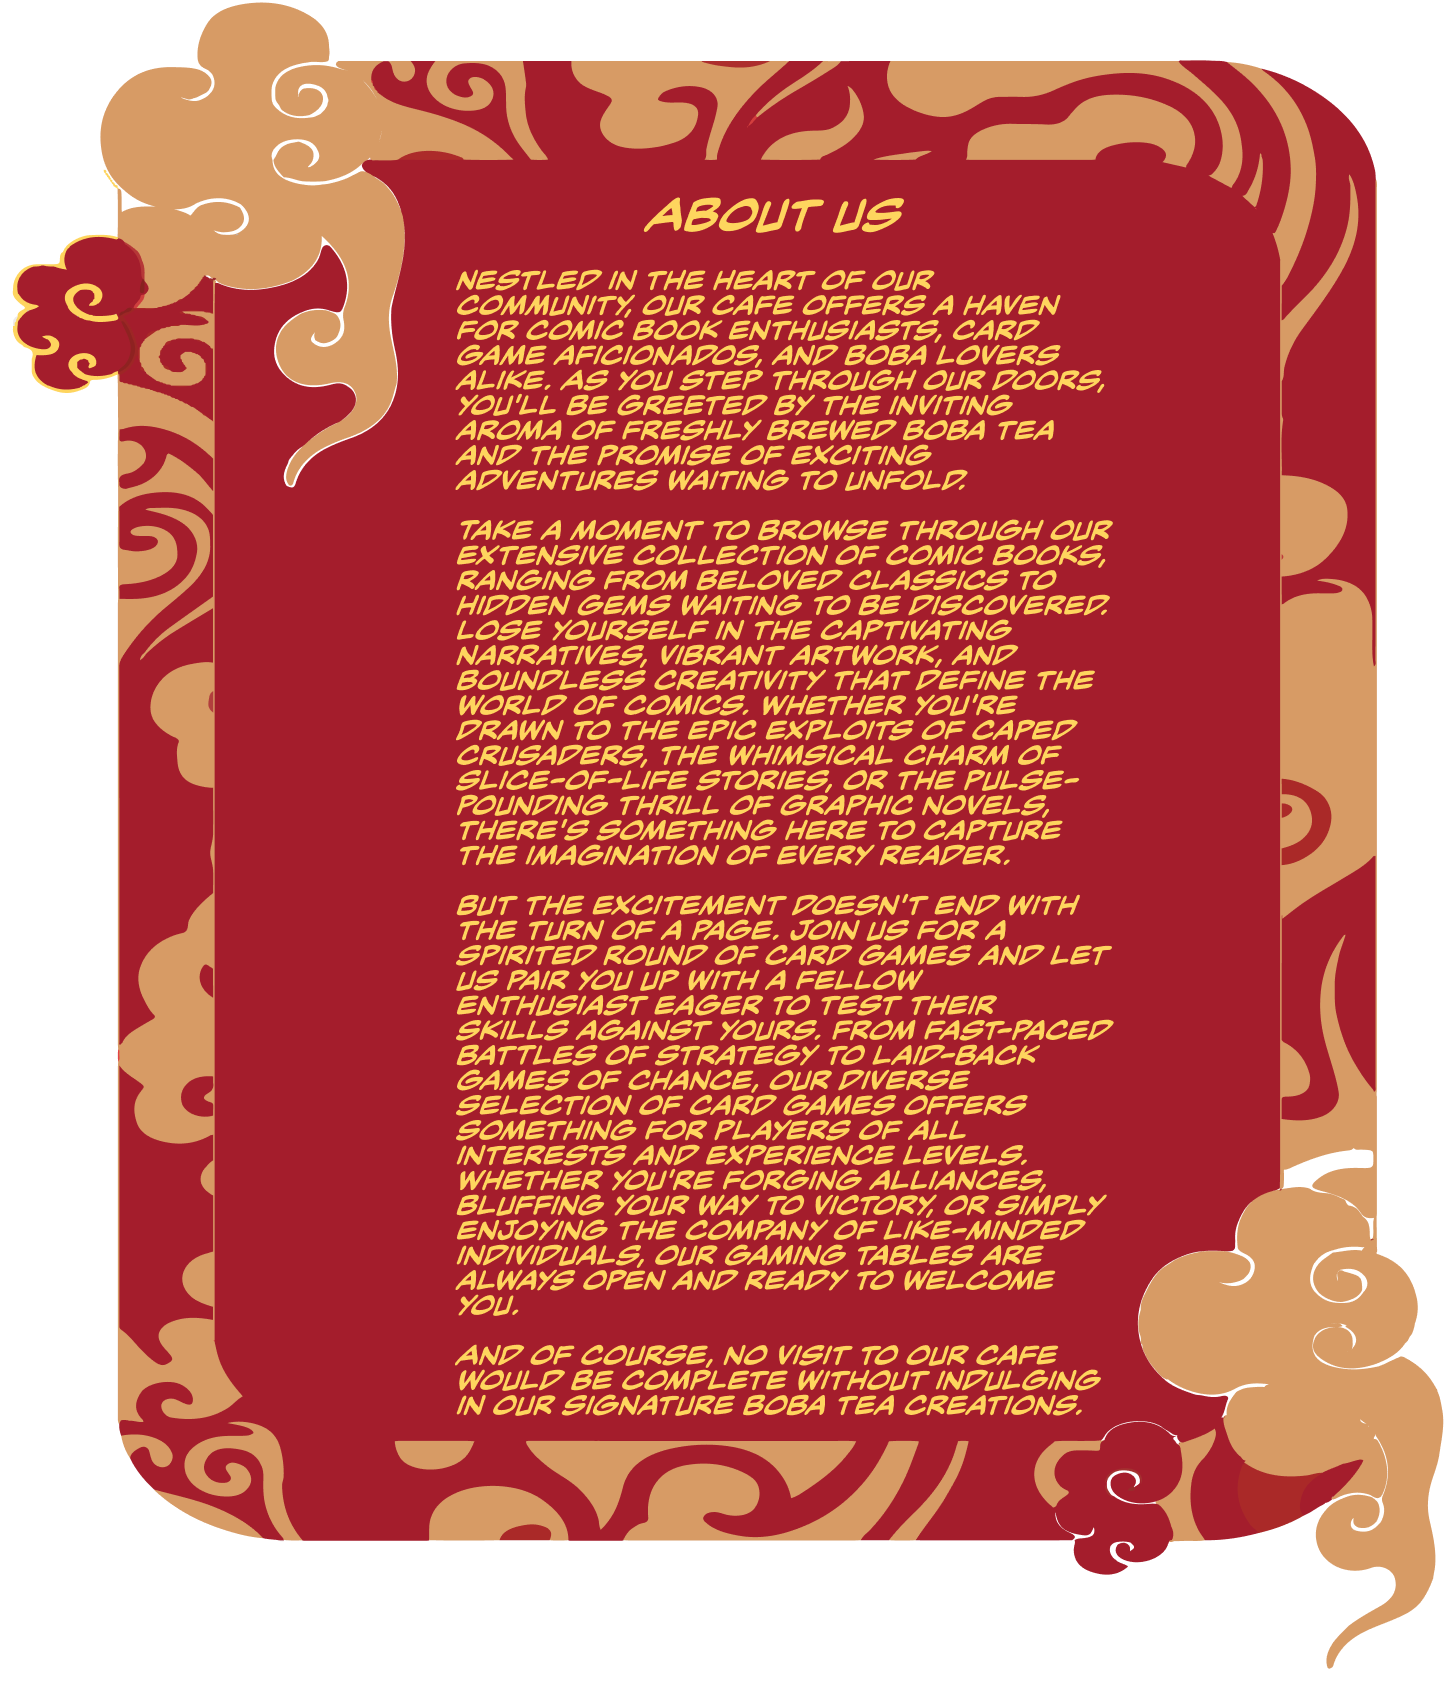 ABOUT US
NESTLED IN THE HEART OF OUR
COMMUNITY, OUR CAFE OFFERS A HAVEN
FOR COMIC BOOK ENTHUSIASTS, CARD
GAME AFICIONADOS, AND BOBA LOVERS
ALIKE. AS YOU STEP THROUGH OUR DOORS,
YOU'LL BE GREETED BY THE INVITING
AROMA OF FRESHLY BREWED BOBA TEA
AND THE PROMISE OF EXCITING
ADVENTURES WAITING TO UNFOLD.
TAKE A MOMENT TO BROWSE THROUGH OUR
EXTENSIVE COLLECTION OF COMIC BOOKS,
RANGING FROM BELOVED CLASSICS TO
HIDDEN GEMS WAITING TO BE DISCOVERED.
LOSE YOURSELF IN THE CAPTIVATING
NARRATIVES, VIBRANT ARTWORK, AND
BOUNDLESS CREATIVITY THAT DEFINE THE
WORLD OF COMICS. WHETHER YOU'RE
DRAWN TO THE EPIC EXPLOITS OF CAPED
CRUSADERS, THE WHIMSICAL CHARM OF
SLICE-OF-LIFE STORIES, OR THE PULSE-
POUNDING THRILL OF GRAPHIC NOVELS,
THERE'S SOMETHING HERE TO CAPTURE
THE IMAGINATION OF EVERY READER.
BUT THE EXCITEMENT DOESN'T END WITH
THE TURN OF A PAGE. JOIN US FOR A
SPIRITED ROUND OF CARD GAMES AND LET
US PAIR YOU UP WITH A FELLOW
ENTHUSIAST EAGER TO TEST THEIR
SKILLS AGAINST YOURS. FROM FAST-PACED
BATTLES OF STRATEGY TO LAID-BACK
GAMES OF CHANCE, OUR DIVERSE
SELECTION OF CARD GAMES OFFERS
SOMETHING FOR PLAYERS OF ALL
INTERESTS AND EXPERIENCE LEVELS.
WHETHER YOU'RE FORGING ALLIANCES,
BLUFFING YOUR WAY TO VICTORY, OR SIMPLY
ENJOYING THE COMPANY OF LIKE-MINDED
INDIVIDUALS, OUR GAMING TABLES ARE
ALWAYS OPEN AND READY TO WELCOME
YOU.
AND OF COURSE, NO VISIT TO OUR CAFE
WOULD BE COMPLETE WITHOUT INDULGING
IN OUR SIGNATURE BOBA TEA CREATIONS.